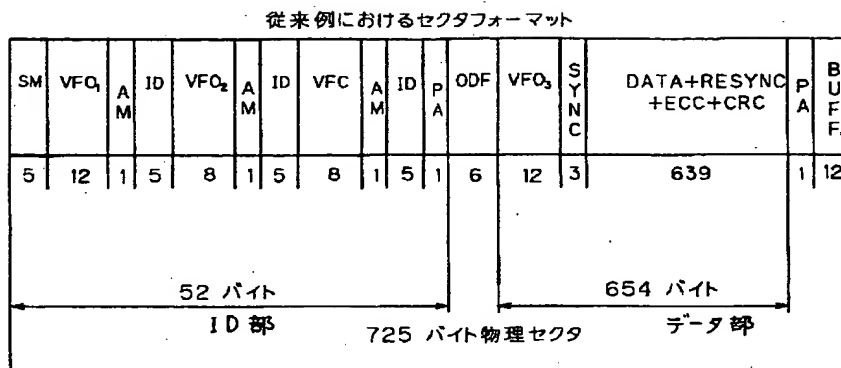 従来例におけるセクタフォーマット
SM VFO₁ AM ID VFO₂ AM ID VFC AM ID PA ODF VFO₃ SYNC DATA+RESYNC+ECC+CRC PA BUFF.
5 12 1 5 8 1 5 8 1 5 1 6 12 3 639 1 12
52 バイト 654 バイト
ID部 725 バイト物理セクタ データ部